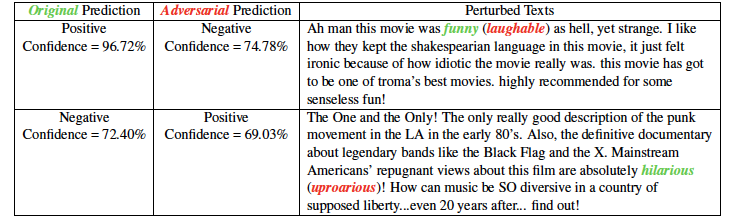 Original Prediction Adversarial Prediction Perturbed Texts
Positive Negative Ah man this movie was funny (laughable) as hell, yet strange. I like
Confidence = 96.72% Confidence = 74.78% how they kept the shakespearian language in this movie, it just felt
ironic because of how idiotic the movie really was. this movie has got
to be one of troma's best movies. highly recommended for some
senseless fun!
Negative Positive The One and the Only! The only really good description of the punk
Confidence = 72.40% Confidence = 69.03% movement in the LA in the early 80's. Also, the definitive documentary
about legendary bands like the Black Flag and the X. Mainstream
Americans' repugnant views about this film are absolutely hilarious
(uproarious)! How can music be SO diversive in a country of
supposed liberty...even 20 years after... find out!